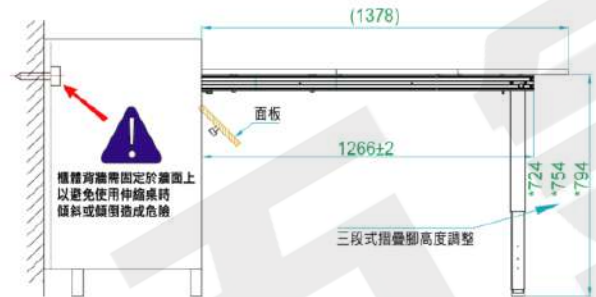 (1378)
面板
1266±2
*724
*754
*794
櫃體背牆需固定於牆面上
以避免使用伸縮桌時
傾斜或傾倒造成危險
三段式摺疊腳高度調整